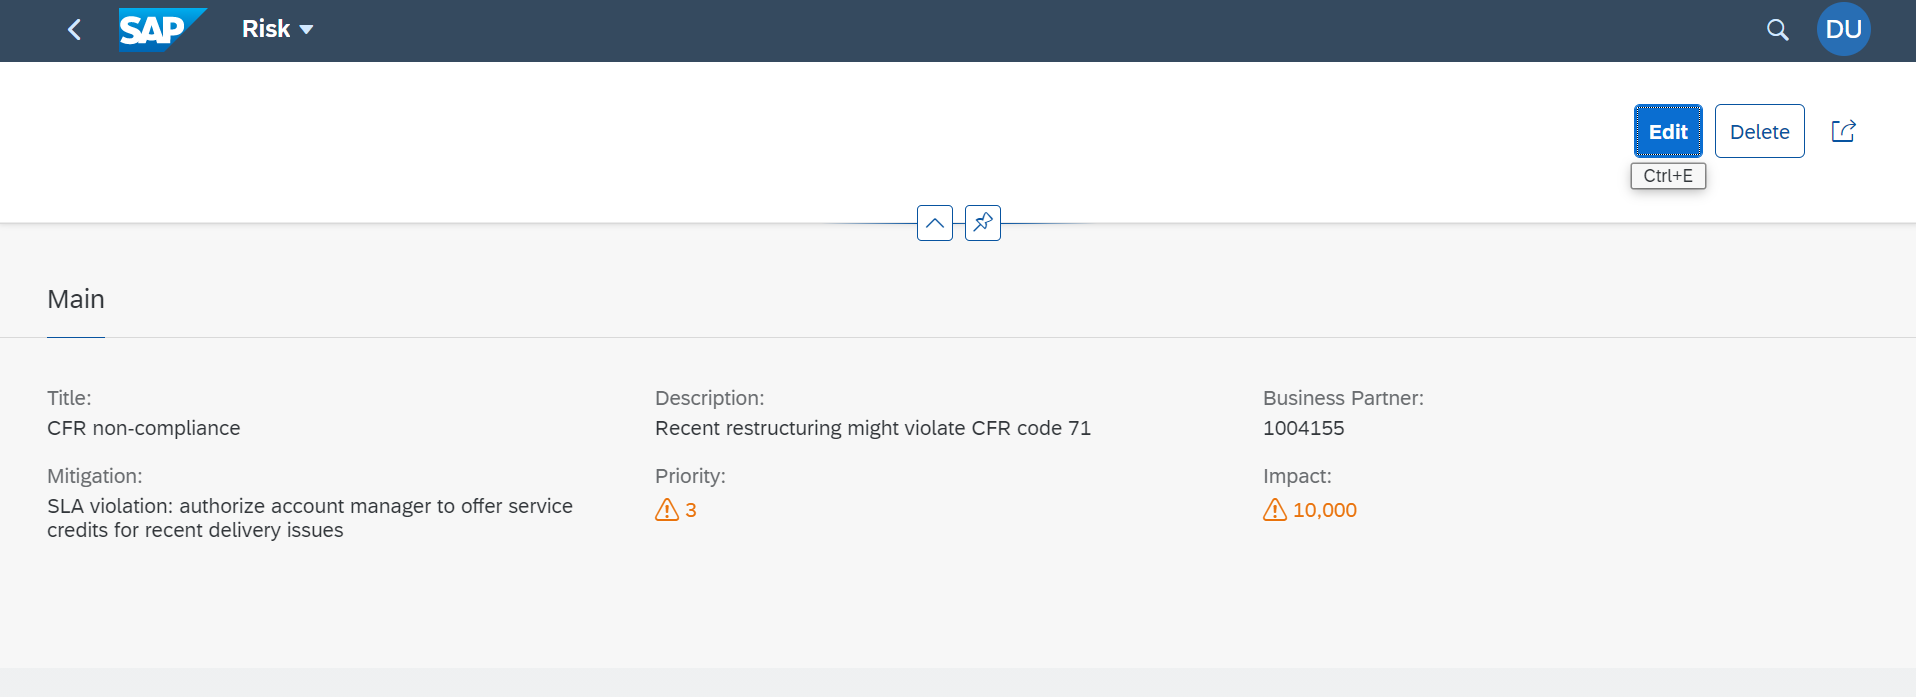 SAP
Risk
DU
Edit
Delete
Ctrl+E
Main
Title:
CFR non-compliance
Description:
Recent restructuring might violate CFR code 71
Business Partner:
1004155
Mitigation:
SLA violation: authorize account manager to offer service
credits for recent delivery issues
Priority:
3
Impact:
10,000